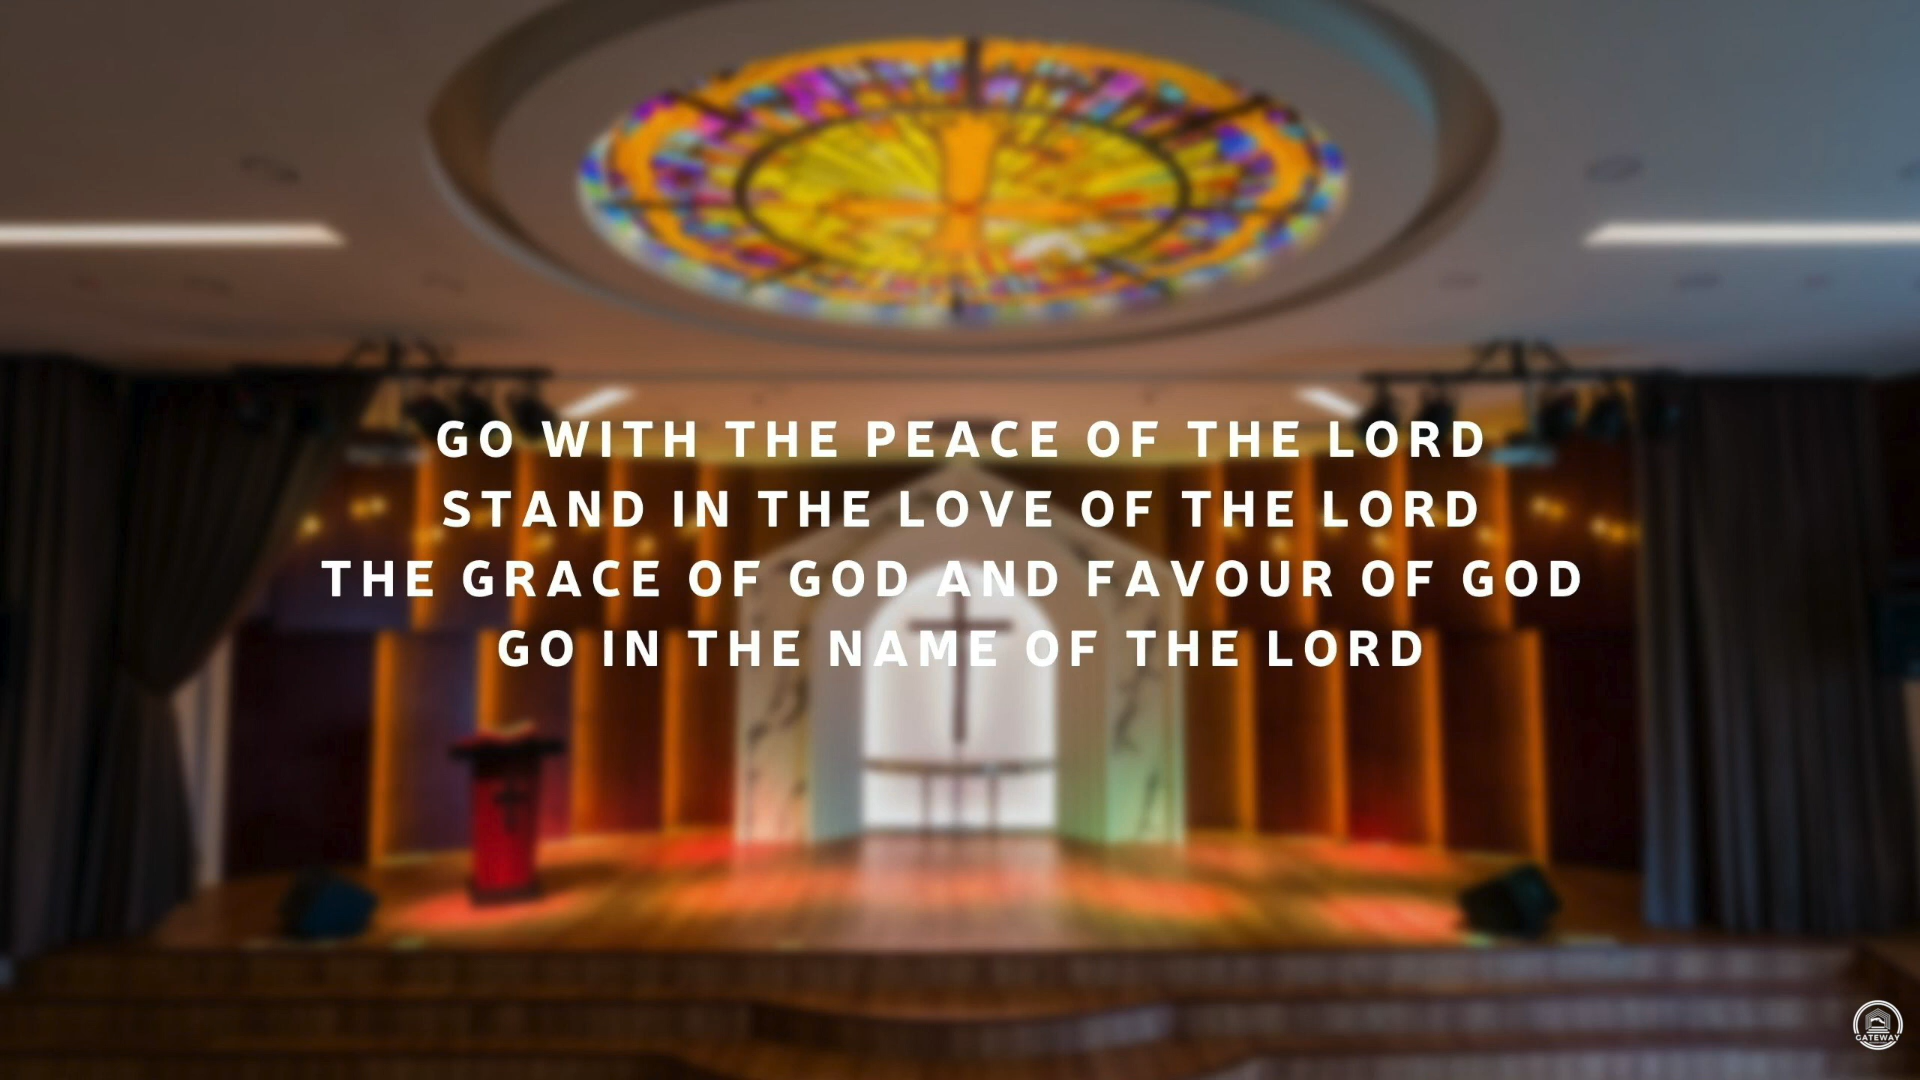 GO WITH THE PEACE OF THE LORD
STAND IN THE LOVE OF THE LORD
THE GRACE OF GOD AND FAVOUR OF GOD
GO IN THE NAME OF THE LORD
GATEWAY